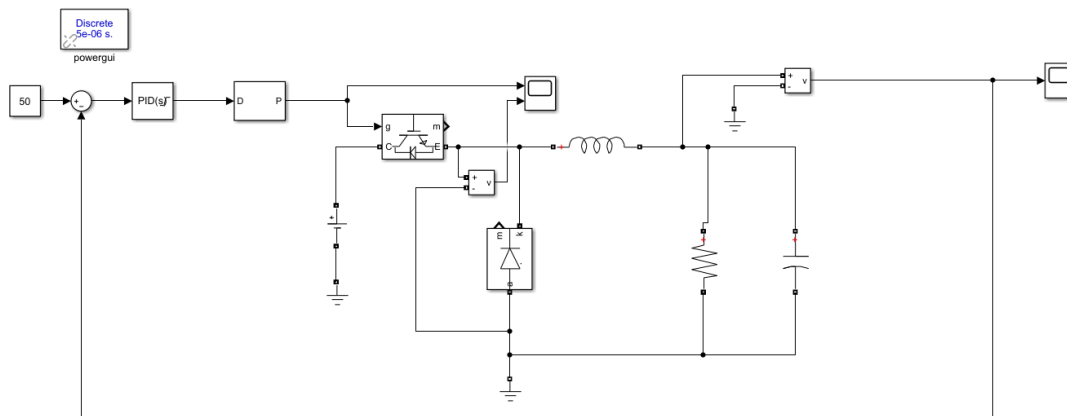 Discrete
5e-06 s.
powergui
50
+
-
PID(s)
D
P
g
m
C
E
+
v
-
+
+
v
-
+
m
k
+
+